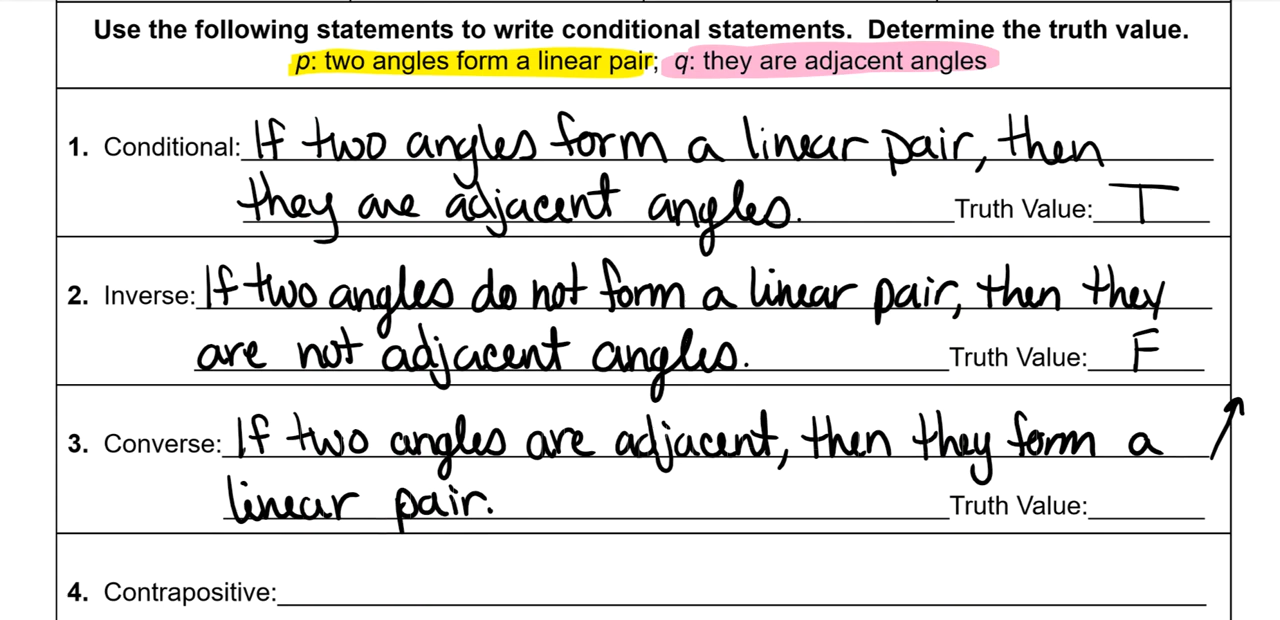 Use the following statements to write conditional statements. Determine the truth value.
p: two angles form a linear pair; q: they are adjacent angles
1. Conditional: If two angles form a linear pair, then
they are adjacent angles. Truth Value: T
2. Inverse: If two angles do not form a linear pair, then they
are not adjacent angles. Truth Value: F
3. Converse: If two angles are adjacent, then they form a
linear pair. Truth Value:
4. Contrapositive: